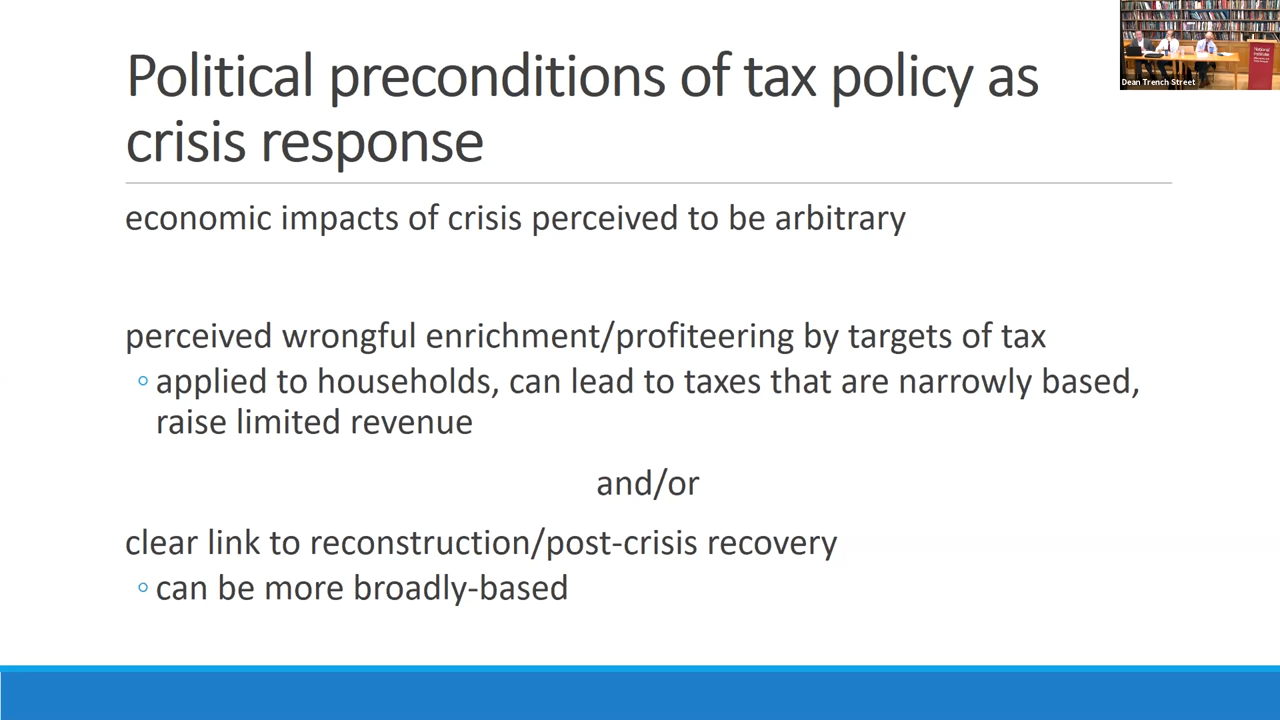 Political preconditions of tax policy as
crisis response
Dean Trench Street
National
Institute
economic impacts of crisis perceived to be arbitrary
perceived wrongful enrichment/profiteering by targets of tax
◦ applied to households, can lead to taxes that are narrowly based,
raise limited revenue
and/or
clear link to reconstruction/post-crisis recovery
◦ can be more broadly-based